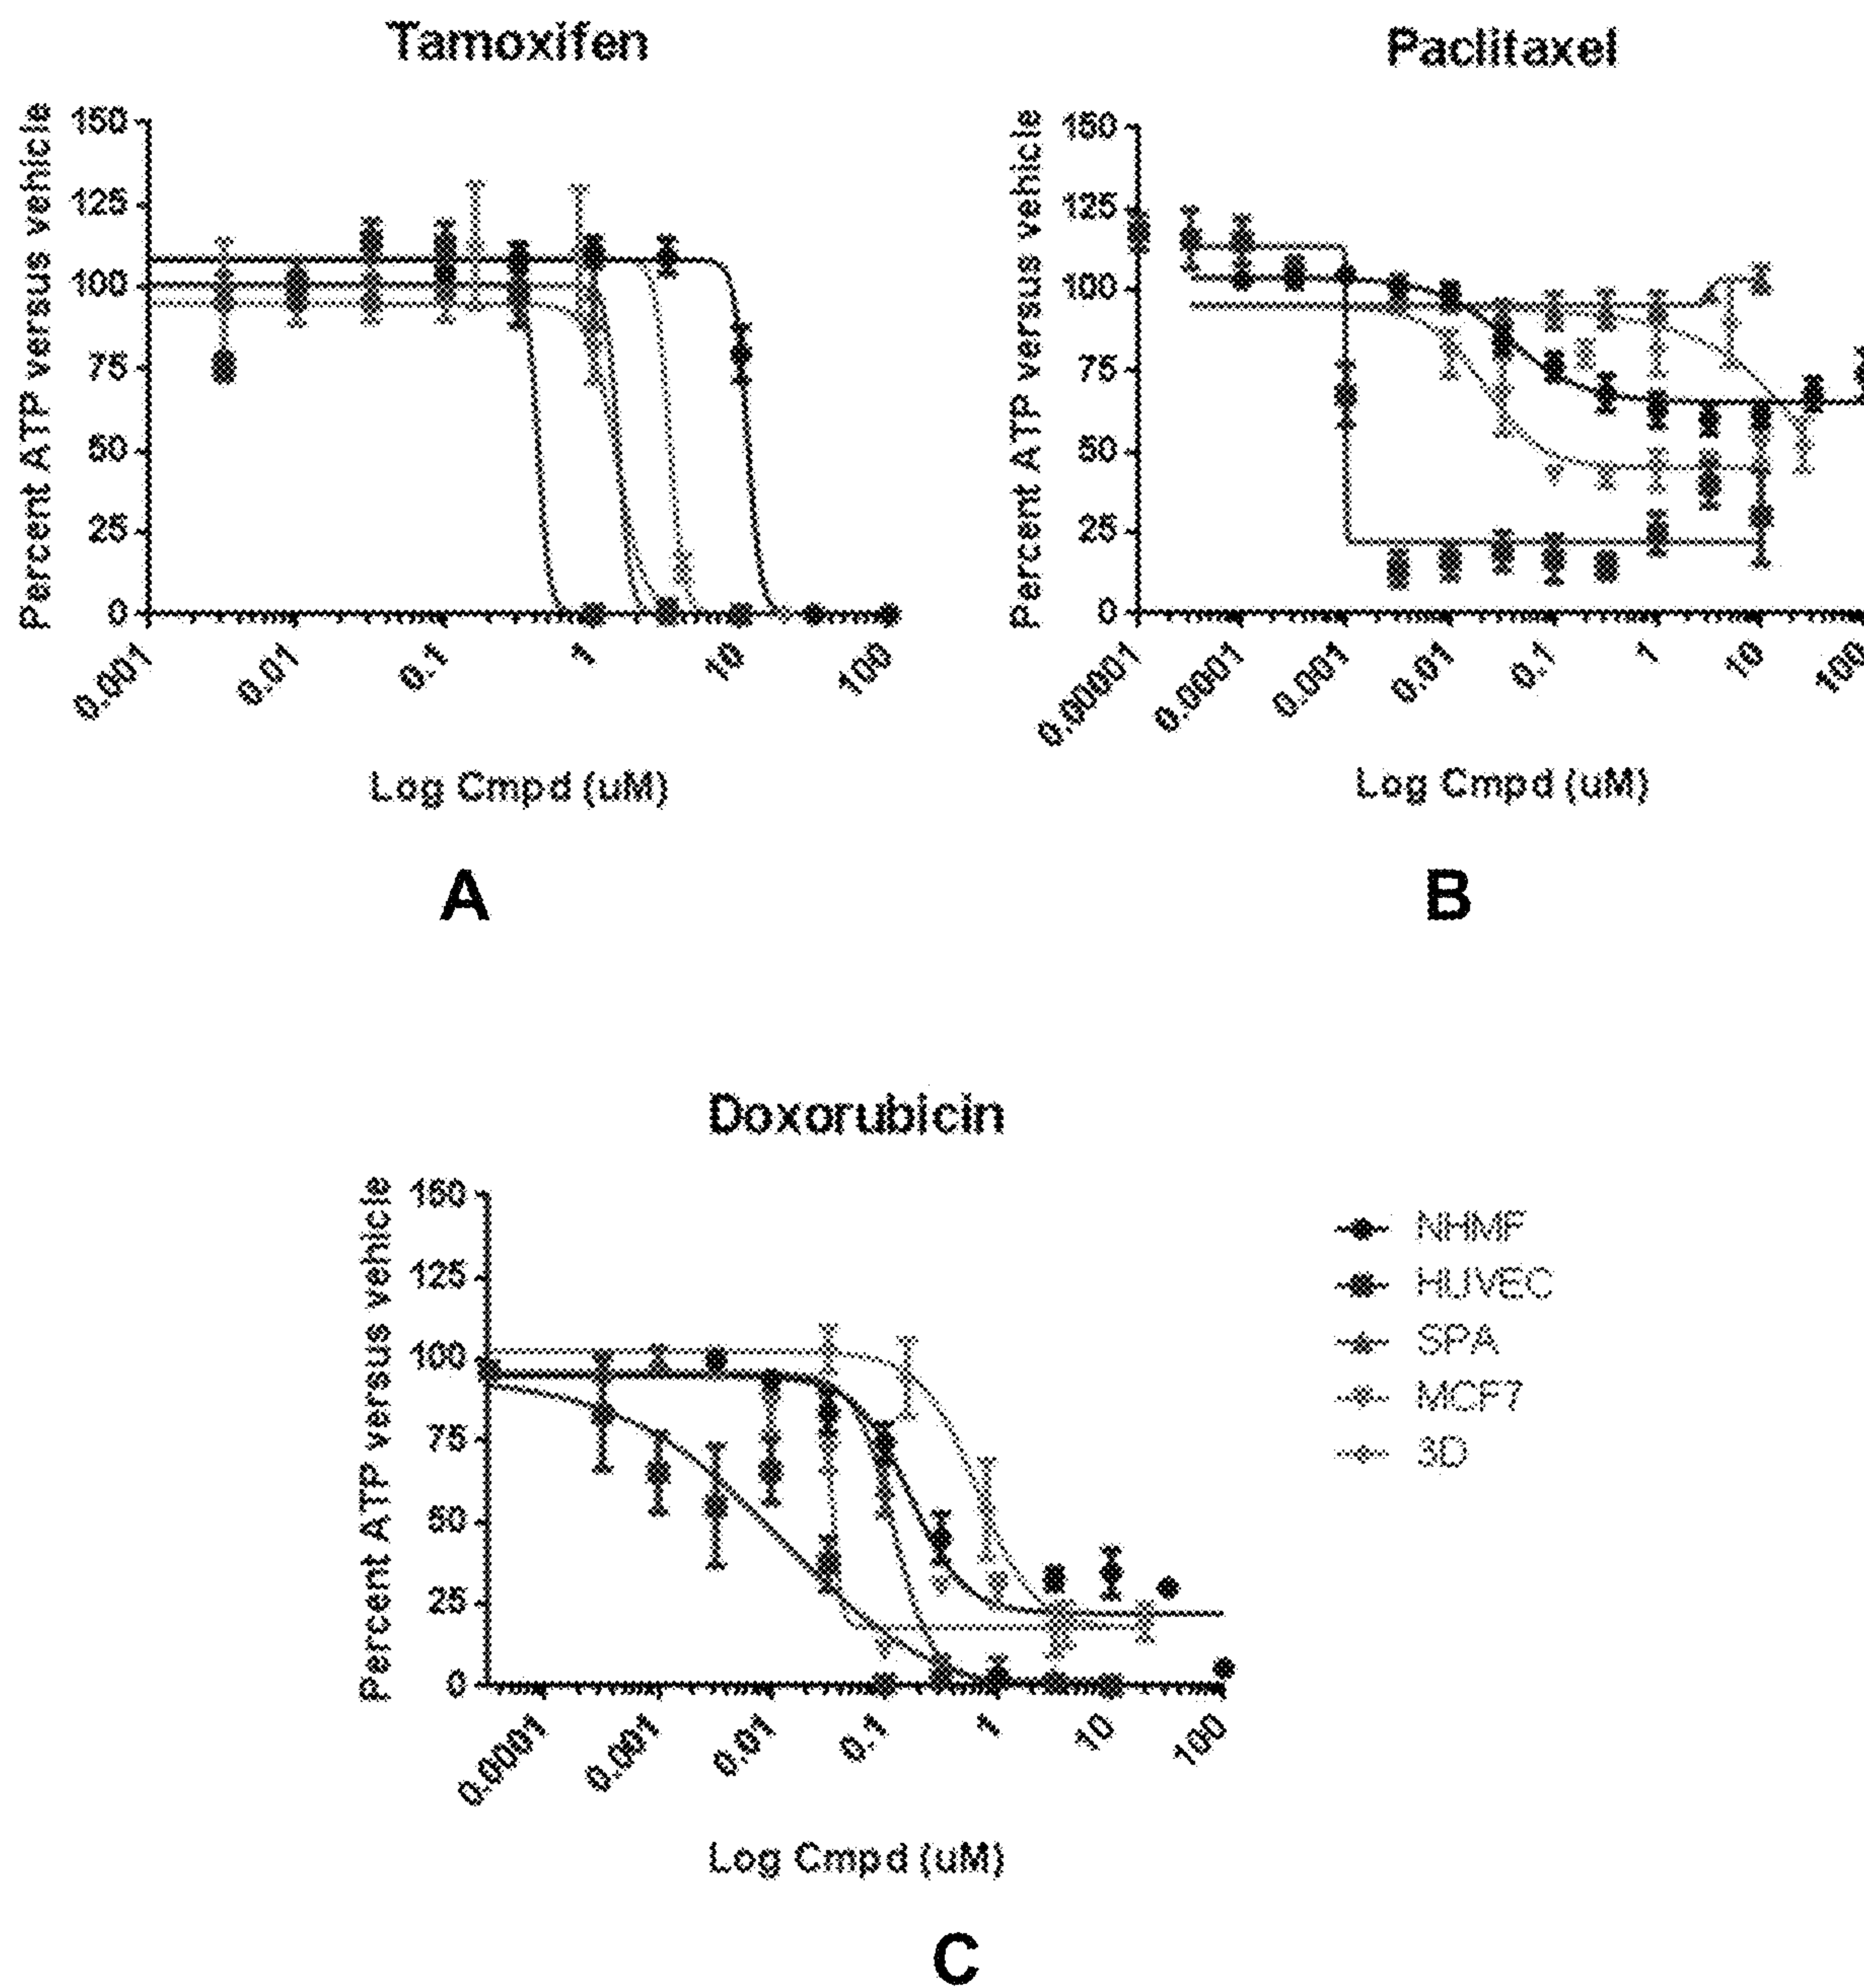 Tamoxifen
Percent ATP versus vehicle
150
125
100
75
50
25
0
0.001
0.01
0.1
1
10
100
Log Cmpd (uM)
A
Paclitaxel
Percent ATP versus vehicle
150
125
100
75
50
25
0
0.00001
0.0001
0.001
0.01
0.1
1
10
100
Log Cmpd (uM)
B
Doxorubicin
Percent ATP versus vehicle
150
125
100
75
50
25
0
0.0001
0.001
0.01
0.1
1
10
100
Log Cmpd (uM)
NHMF
HUVEC
SPA
MCF7
3D
C